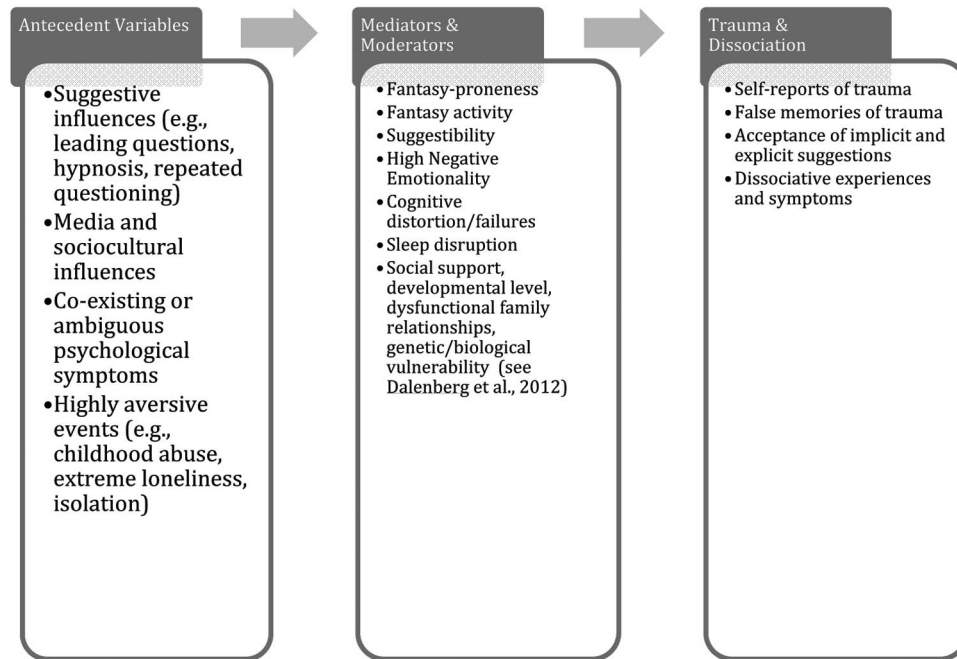 Antecedent Variables
•Suggestive
influences (e.g.,
leading questions,
hypnosis, repeated
questioning)
•Media and
sociocultural
influences
•Co-existing or
ambiguous
psychological
symptoms
•Highly aversive
events (e.g.,
childhood abuse,
extreme loneliness,
isolation)
Mediators &
Moderators
•Fantasy-proneness
•Fantasy activity
•Suggestibility
•High Negative
Emotionality
•Cognitive
distortion/failures
•Sleep disruption
•Social support,
developmental level,
dysfunctional family
relationships,
genetic/biological
vulnerability (see
Dalenberg et al., 2012)
Trauma &
Dissociation
•Self-reports of trauma
•False memories of trauma
•Acceptance of implicit and
explicit suggestions
•Dissociative experiences
and symptoms